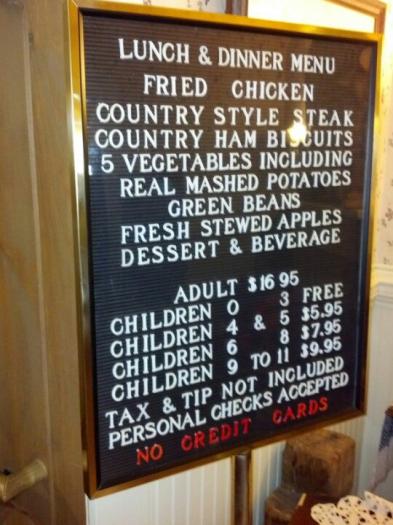 LUNCH & DINNER MENU
FRIED CHICKEN
COUNTRY STYLE STEAK
COUNTRY HAM BISCUITS
5 VEGETABLES INCLUDING
REAL MASHED POTATOES
GREEN BEANS
FRESH STEWED APPLES
DESSERT & BEVERAGE
ADULT $16 95
CHILDREN 0 3 FREE
CHILDREN 4 & 5 $5.95
CHILDREN 6 8 $7.95
CHILDREN 9 TO 11 $9.95
TAX & TIP NOT INCLUDED
PERSONAL CHECKS ACCEPTED
NO CREDIT CARDS